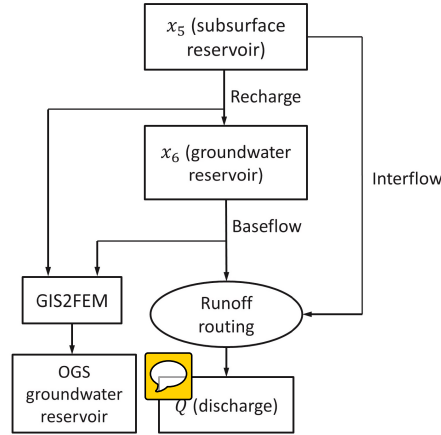 x₅ (subsurface
reservoir)
Recharge
x₆ (groundwater
reservoir)
Interflow
Baseflow
GIS2FEM
Runoff
routing
OGS
groundwater
reservoir
Q (discharge)